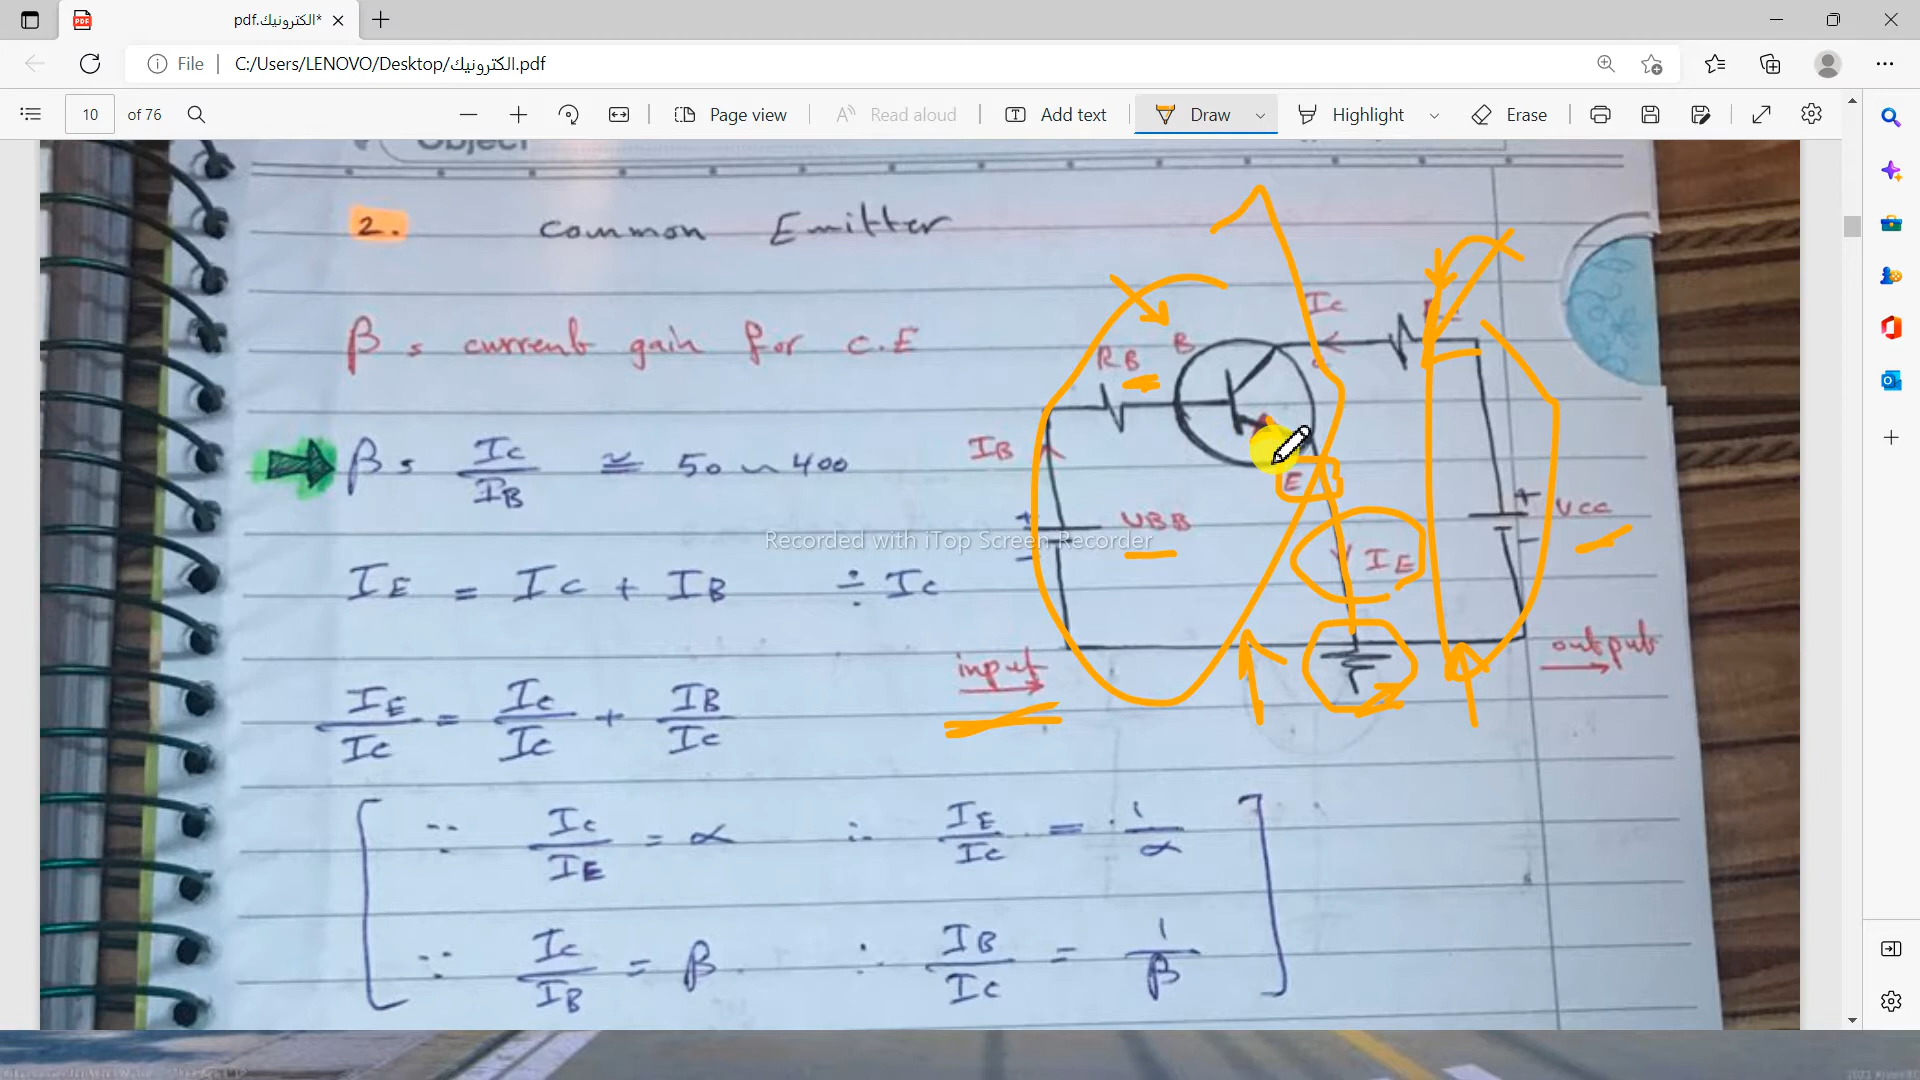 الكترونيك.pdf*
File C:/Users/LENOVO/Desktop/الكترونيك.pdf
10 of 76 Page view Read aloud Add text Draw Highlight Erase
Object
2. Common Emitter
β = current gain for C.E
β = IC / IB ≅ 50 ~ 400
IE = IC + IB ÷ IC
IE / IC = IC / IC + IB / IC
∵ IC / IE = α ∴ IE / IC = 1 / α
∵ IC / IB = β ∴ IB / IC = 1 / β
IC
RB B C
IB
E
VBB VCC
+ - + -
IE
input output
Recorded with iTop Screen Recorder